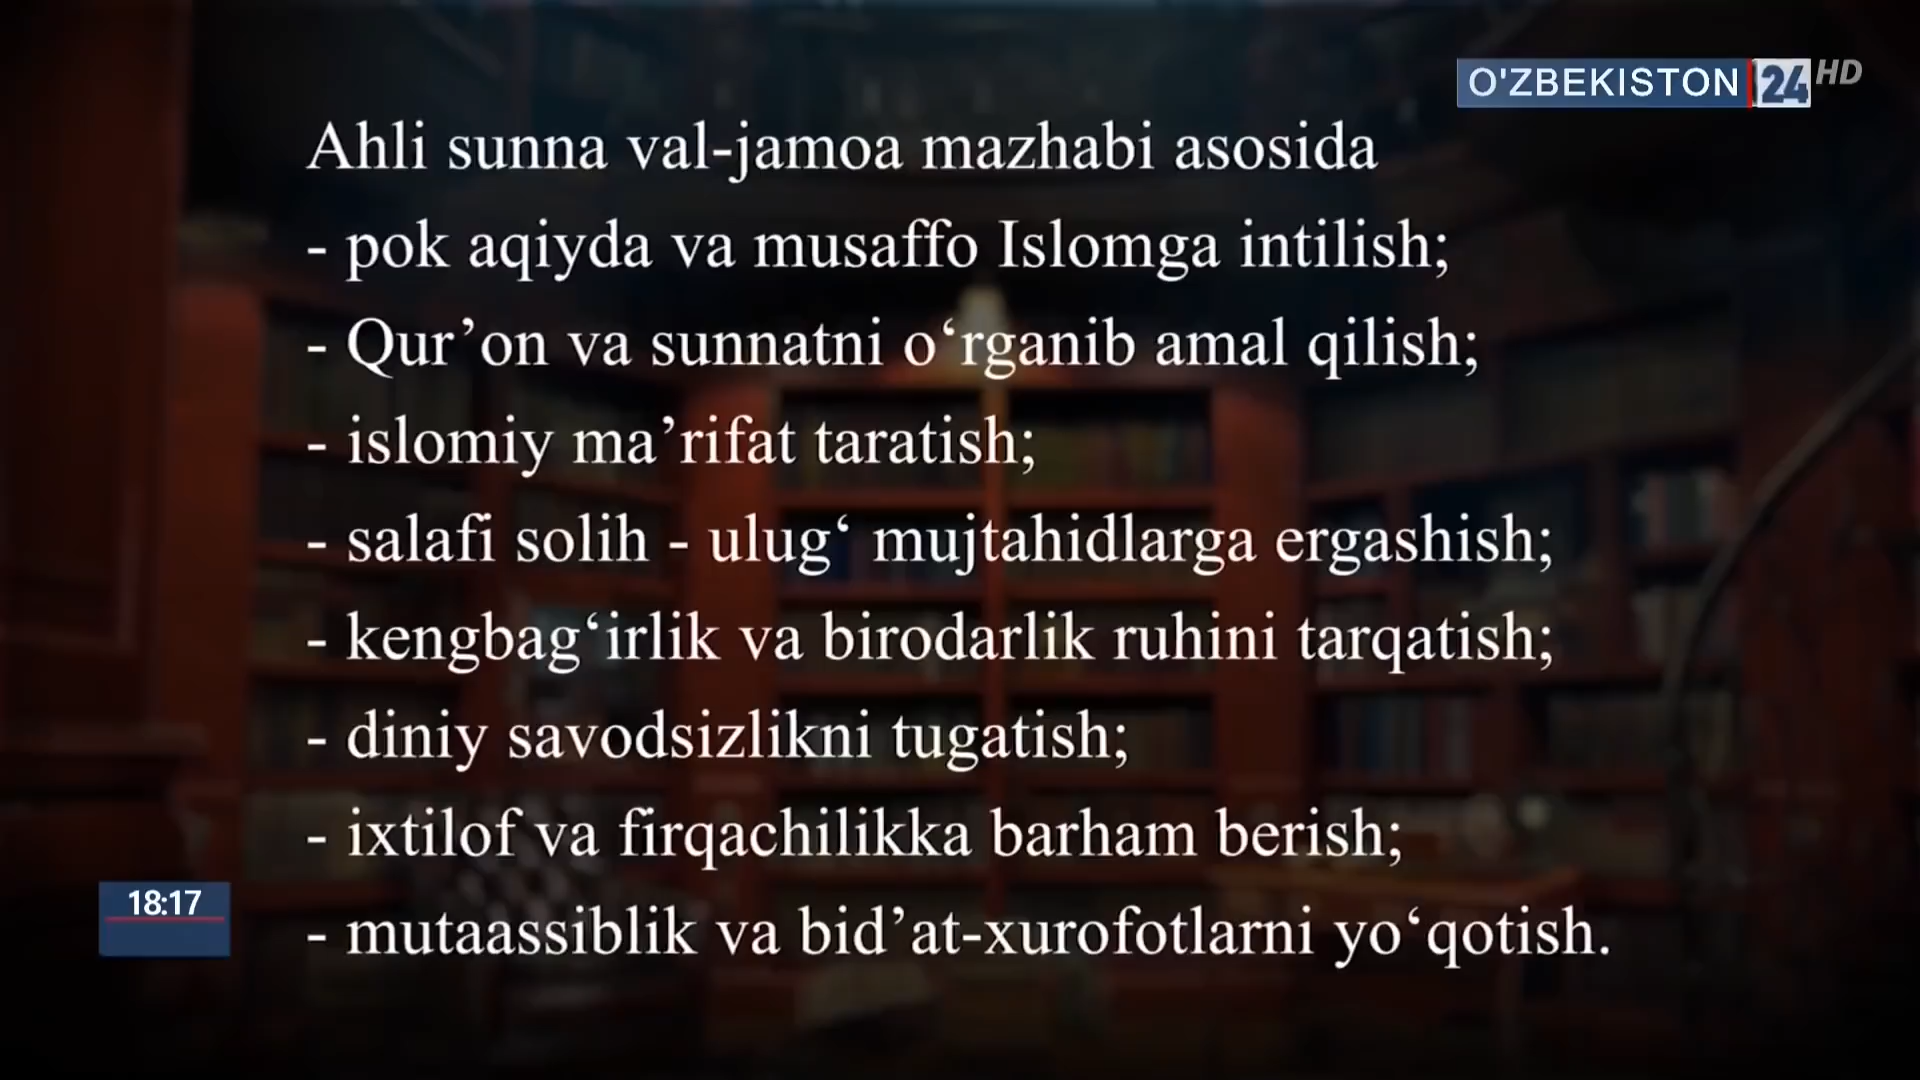 O'ZBEKISTON 24 HD
Ahli sunna val-jamoa mazhabi asosida
- pok aqiyda va musaffo Islomga intilish;
- Qur’on va sunnatni o‘rganib amal qilish;
- islomiy ma’rifat taratish;
- salafi solih - ulug‘ mujtahidlarga ergashish;
- kengbag‘irlik va birodarlik ruhini tarqatish;
- diniy savodsizlikni tugatish;
- ixtilof va firqachilikka barham berish;
- mutaassiblik va bid’at-xurofotlarni yo‘qotish.
18:17